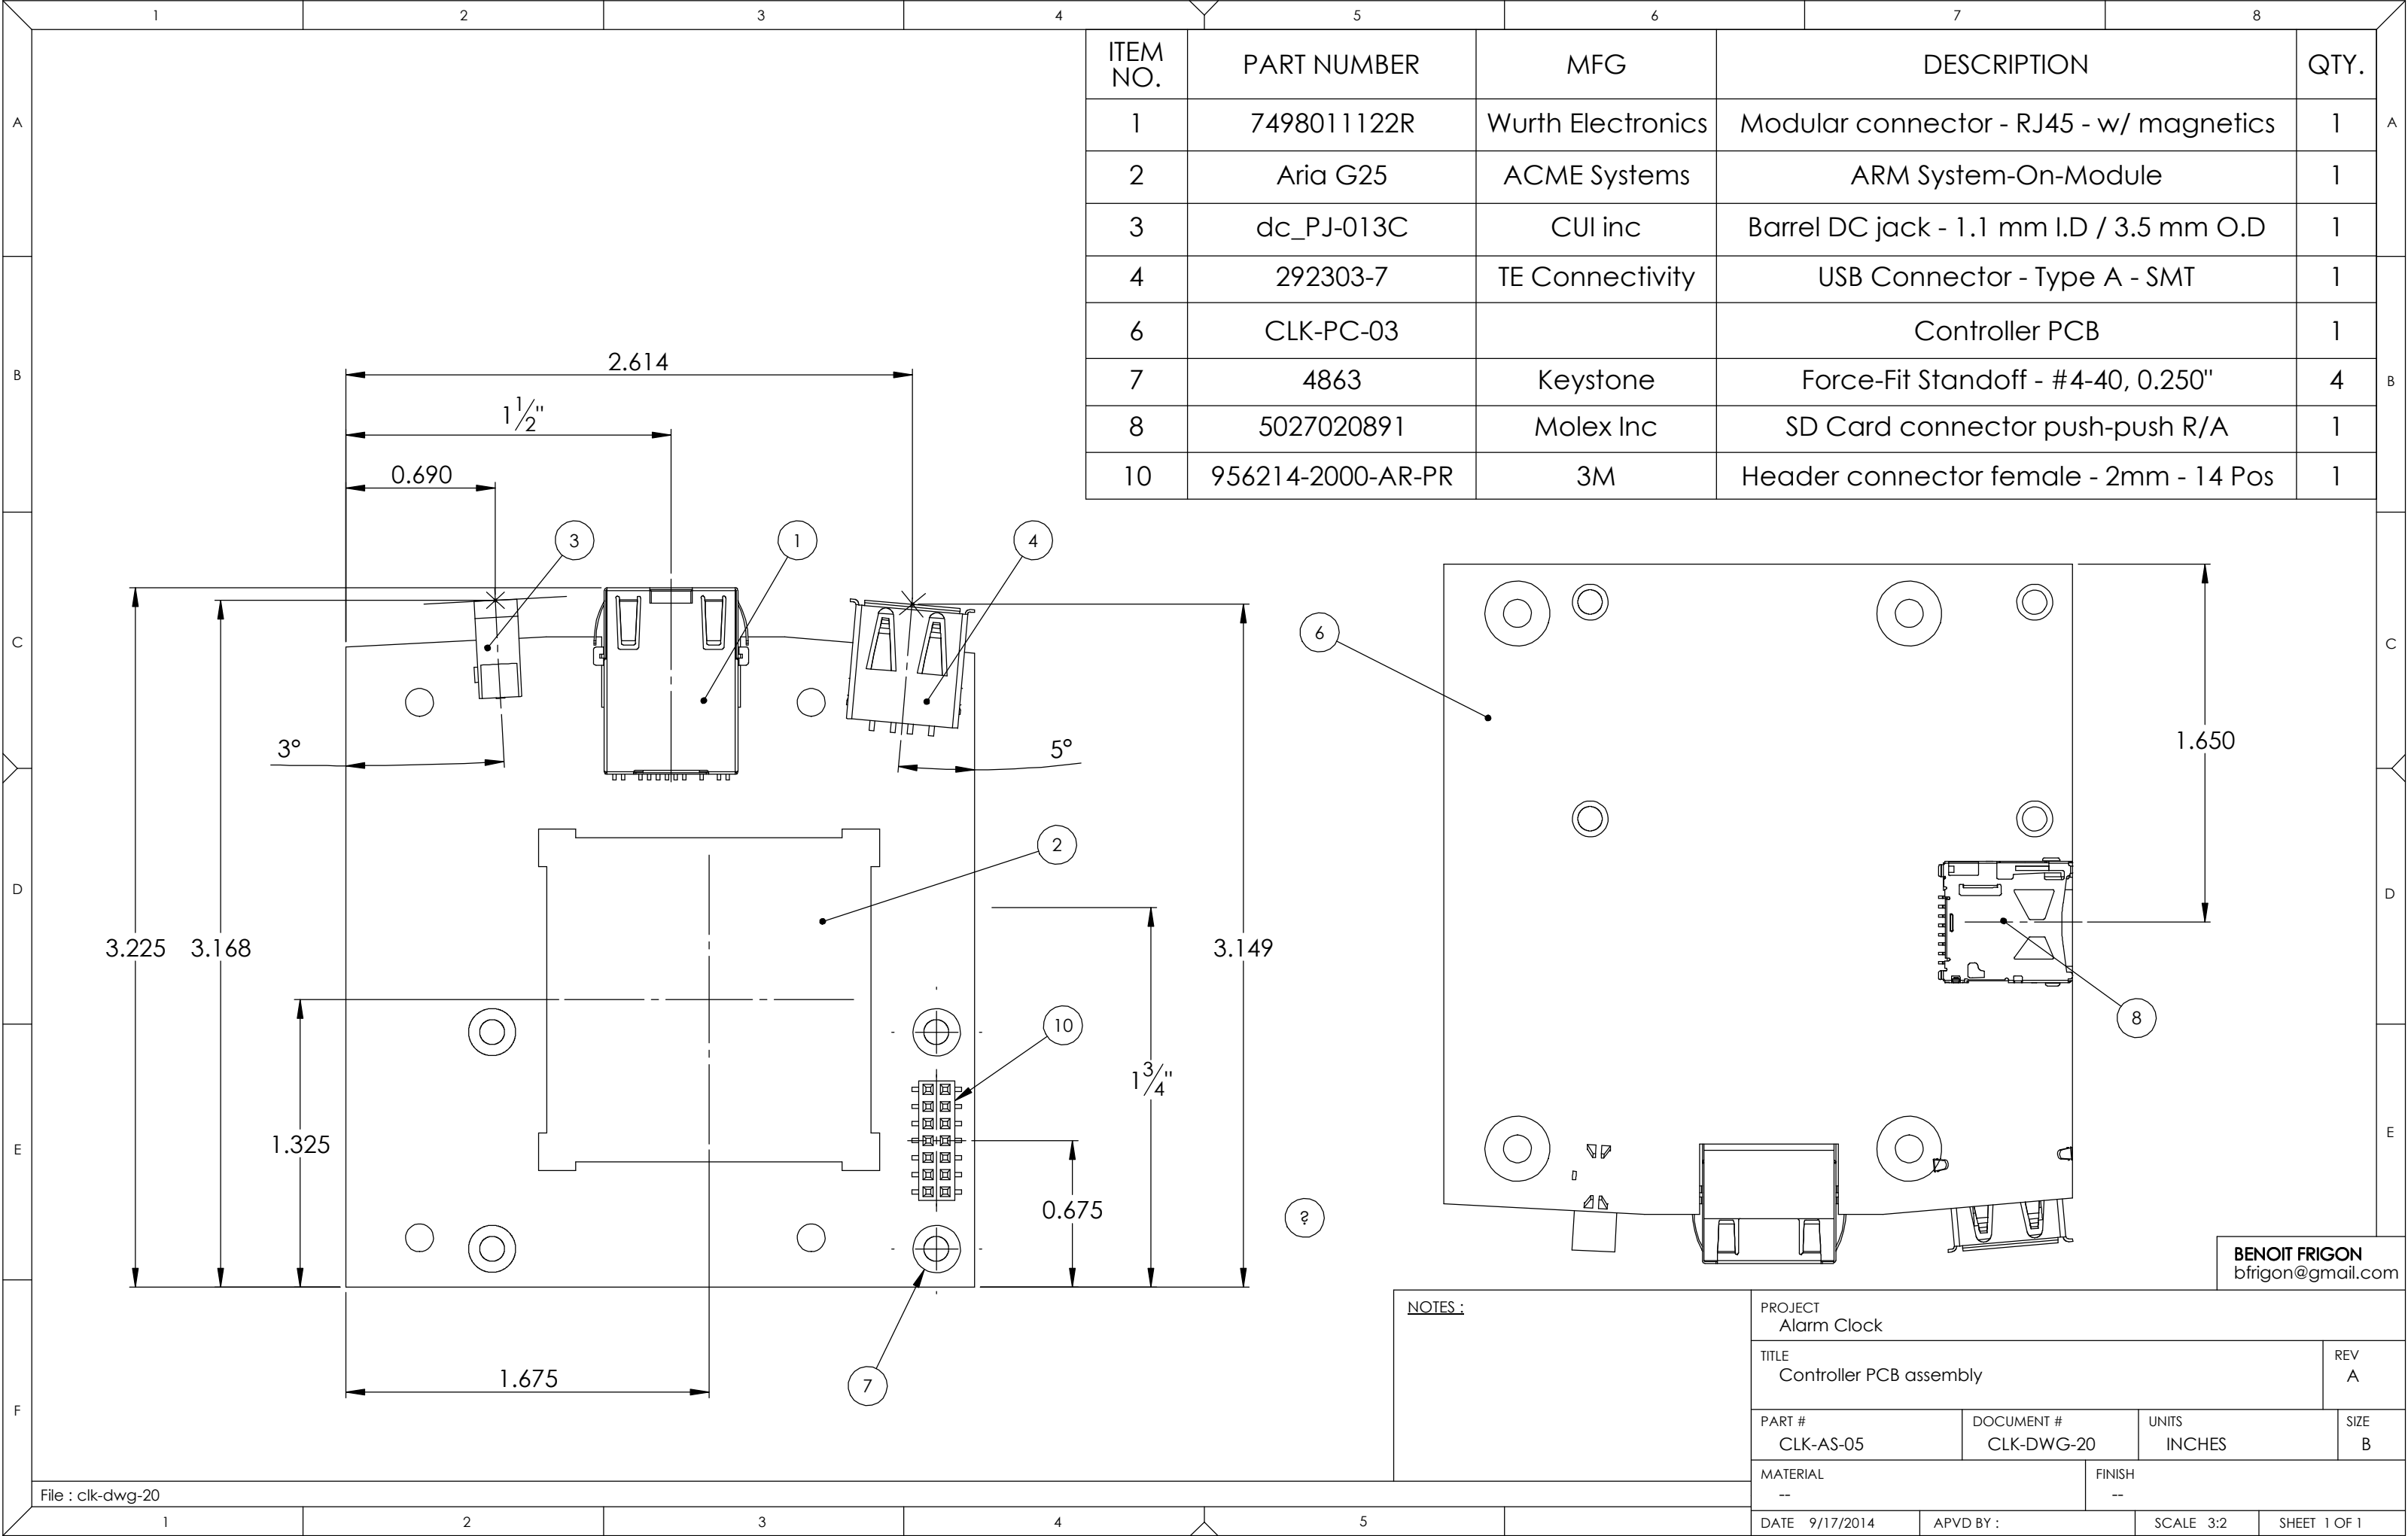 1 2 3 4 5 6 7 8
ITEM NO. PART NUMBER MFG DESCRIPTION QTY.
A A
1 7498011122R Wurth Electronics Modular connector - RJ45 - w/ magnetics 1
2 Aria G25 ACME Systems ARM System-On-Module 1
3 dc_PJ-013C CUI inc Barrel DC jack - 1.1 mm I.D / 3.5 mm O.D 1
4 292303-7 TE Connectivity USB Connector - Type A - SMT 1
6 CLK-PC-03 Controller PCB 1
7 4863 Keystone Force-Fit Standoff - #4-40, 0.250" 4
8 5027020891 Molex Inc SD Card connector push-push R/A 1
10 956214-2000-AR-PR 3M Header connector female - 2mm - 14 Pos 1
B B
2.614
1 1/2"
0.690
3 1 4
6
C C
1.650
3° 5°
2
D D
3.225 3.168 3.149
10
8
1 3/4"
1.325
E E
0.675
?
7
1.675
F
BENOIT FRIGON
bfrigon@gmail.com
NOTES :
PROJECT
Alarm Clock
TITLE
Controller PCB assembly
REV
A
PART #
CLK-AS-05
DOCUMENT #
CLK-DWG-20
UNITS
INCHES
SIZE
B
MATERIAL
--
FINISH
--
DATE 9/17/2014 APVD BY : SCALE 3:2 SHEET 1 OF 1
File : clk-dwg-20
1 2 3 4 5